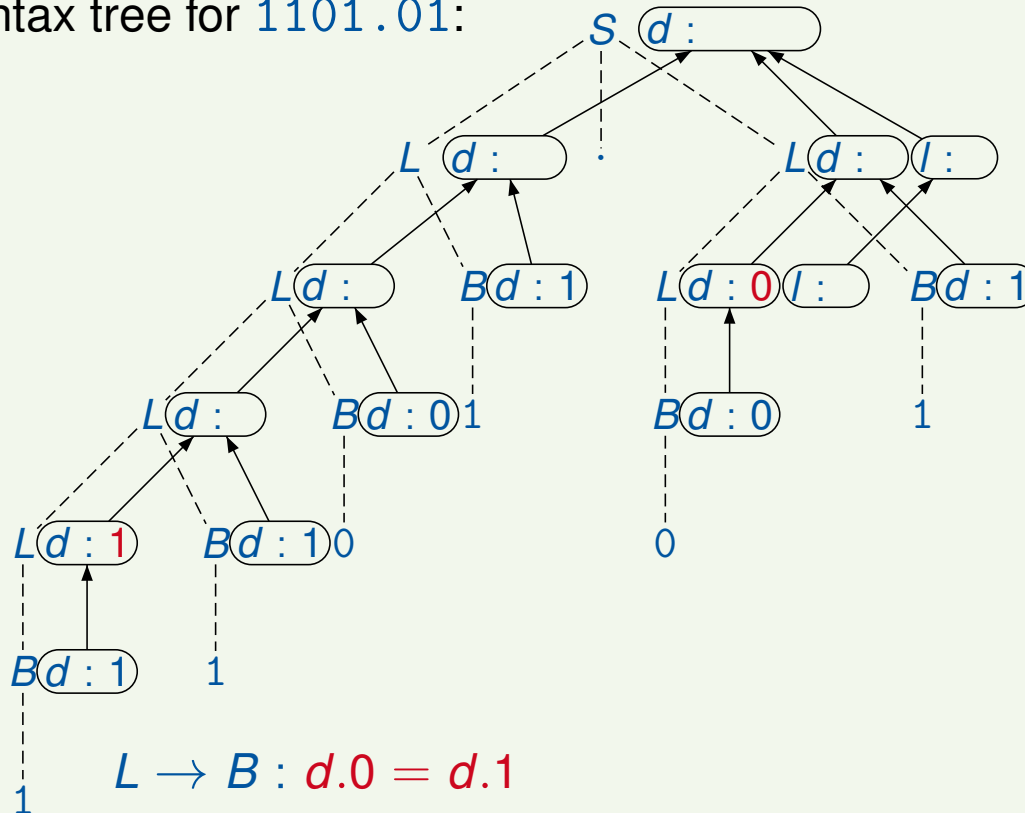 ntax tree for 1101.01:
S d :
L d : . L d : l :
L d : B d : 1 L d : 0 l : B d : 1
L d : B d : 0 1 B d : 0 1
L d : 1 B d : 1 0 0
B d : 1 1
L → B : d.0 = d.1
1